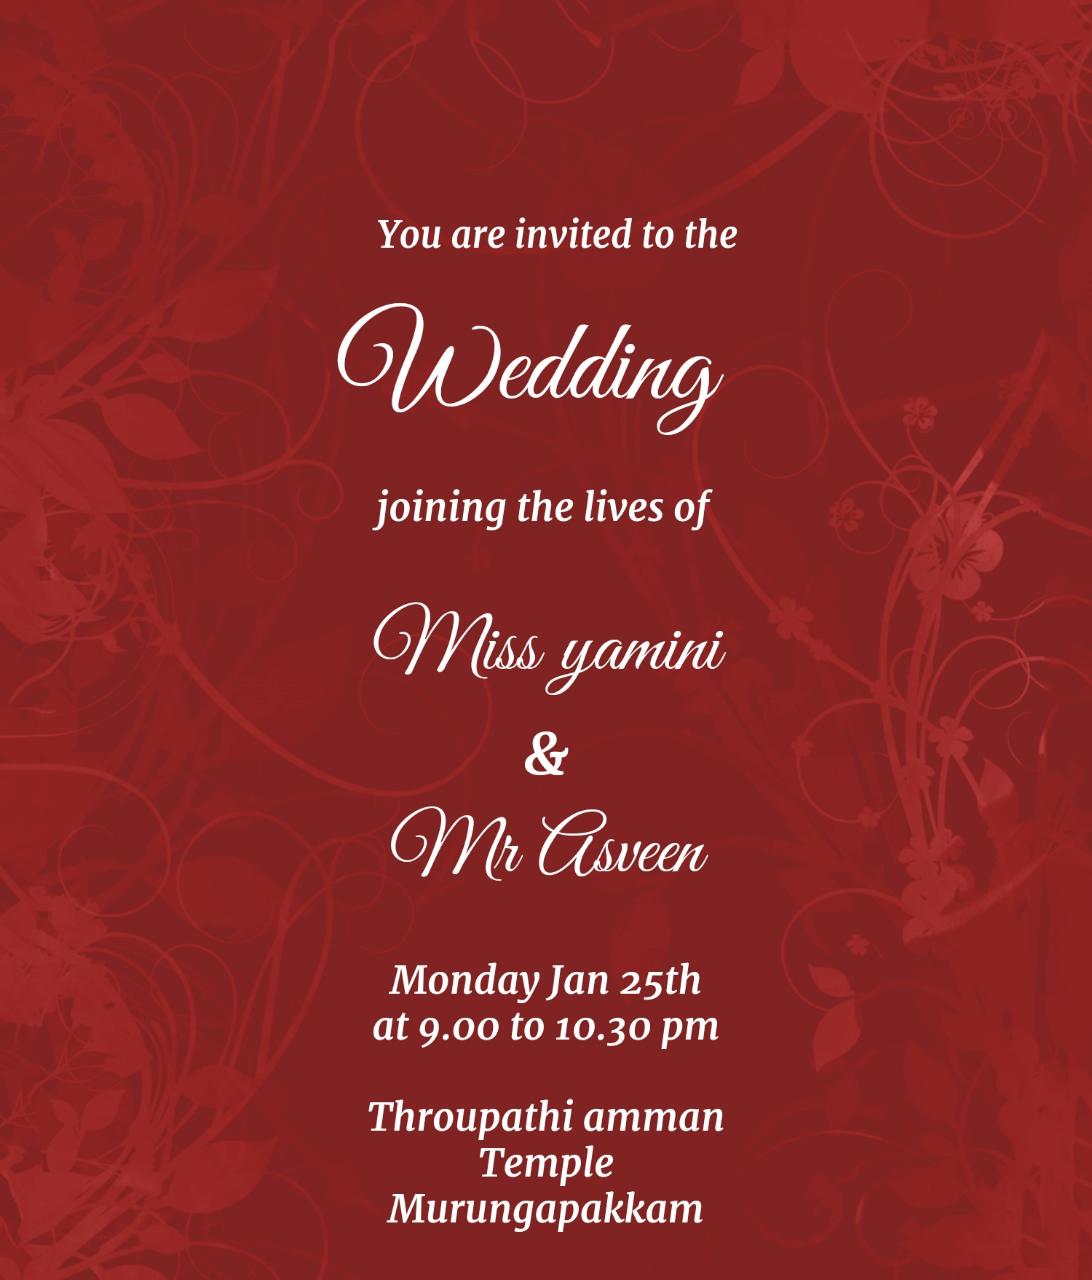 You are invited to the
Wedding
joining the lives of
Miss yamini
&
Mr Asveen
Monday Jan 25th
at 9.00 to 10.30 pm
Throupathi amman
Temple
Murungapakkam